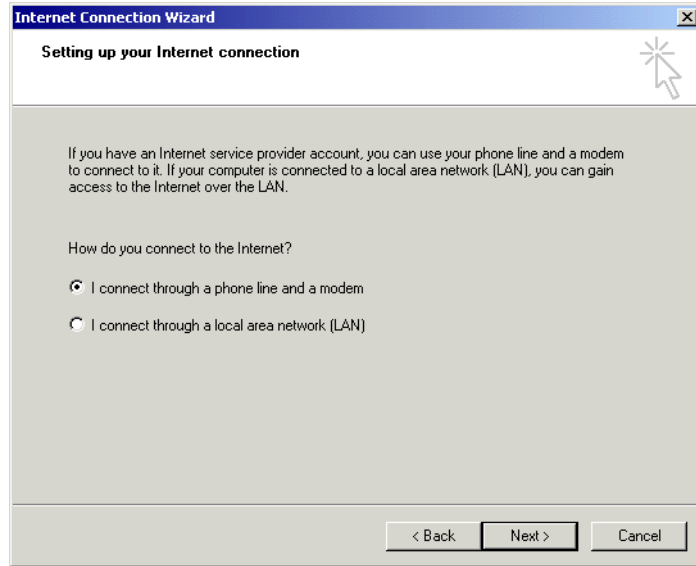 Internet Connection Wizard
Setting up your Internet connection
If you have an Internet service provider account, you can use your phone line and a modem
to connect to it. If your computer is connected to a local area network (LAN), you can gain
access to the Internet over the LAN.
How do you connect to the Internet?
I connect through a phone line and a modem
I connect through a local area network (LAN)
< Back Next > Cancel